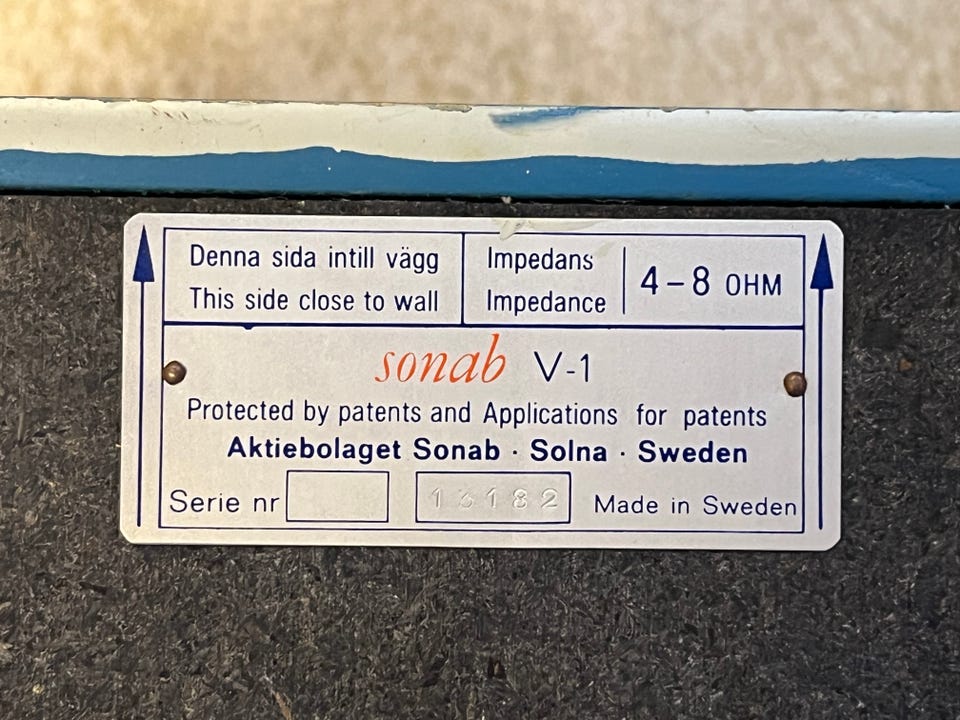 Denna sida intill vägg
This side close to wall
Impedans
Impedance
4-8 OHM
sonab V-1
Protected by patents and Applications for patents
Aktiebolaget Sonab · Solna · Sweden
Serie nr 13182 Made in Sweden